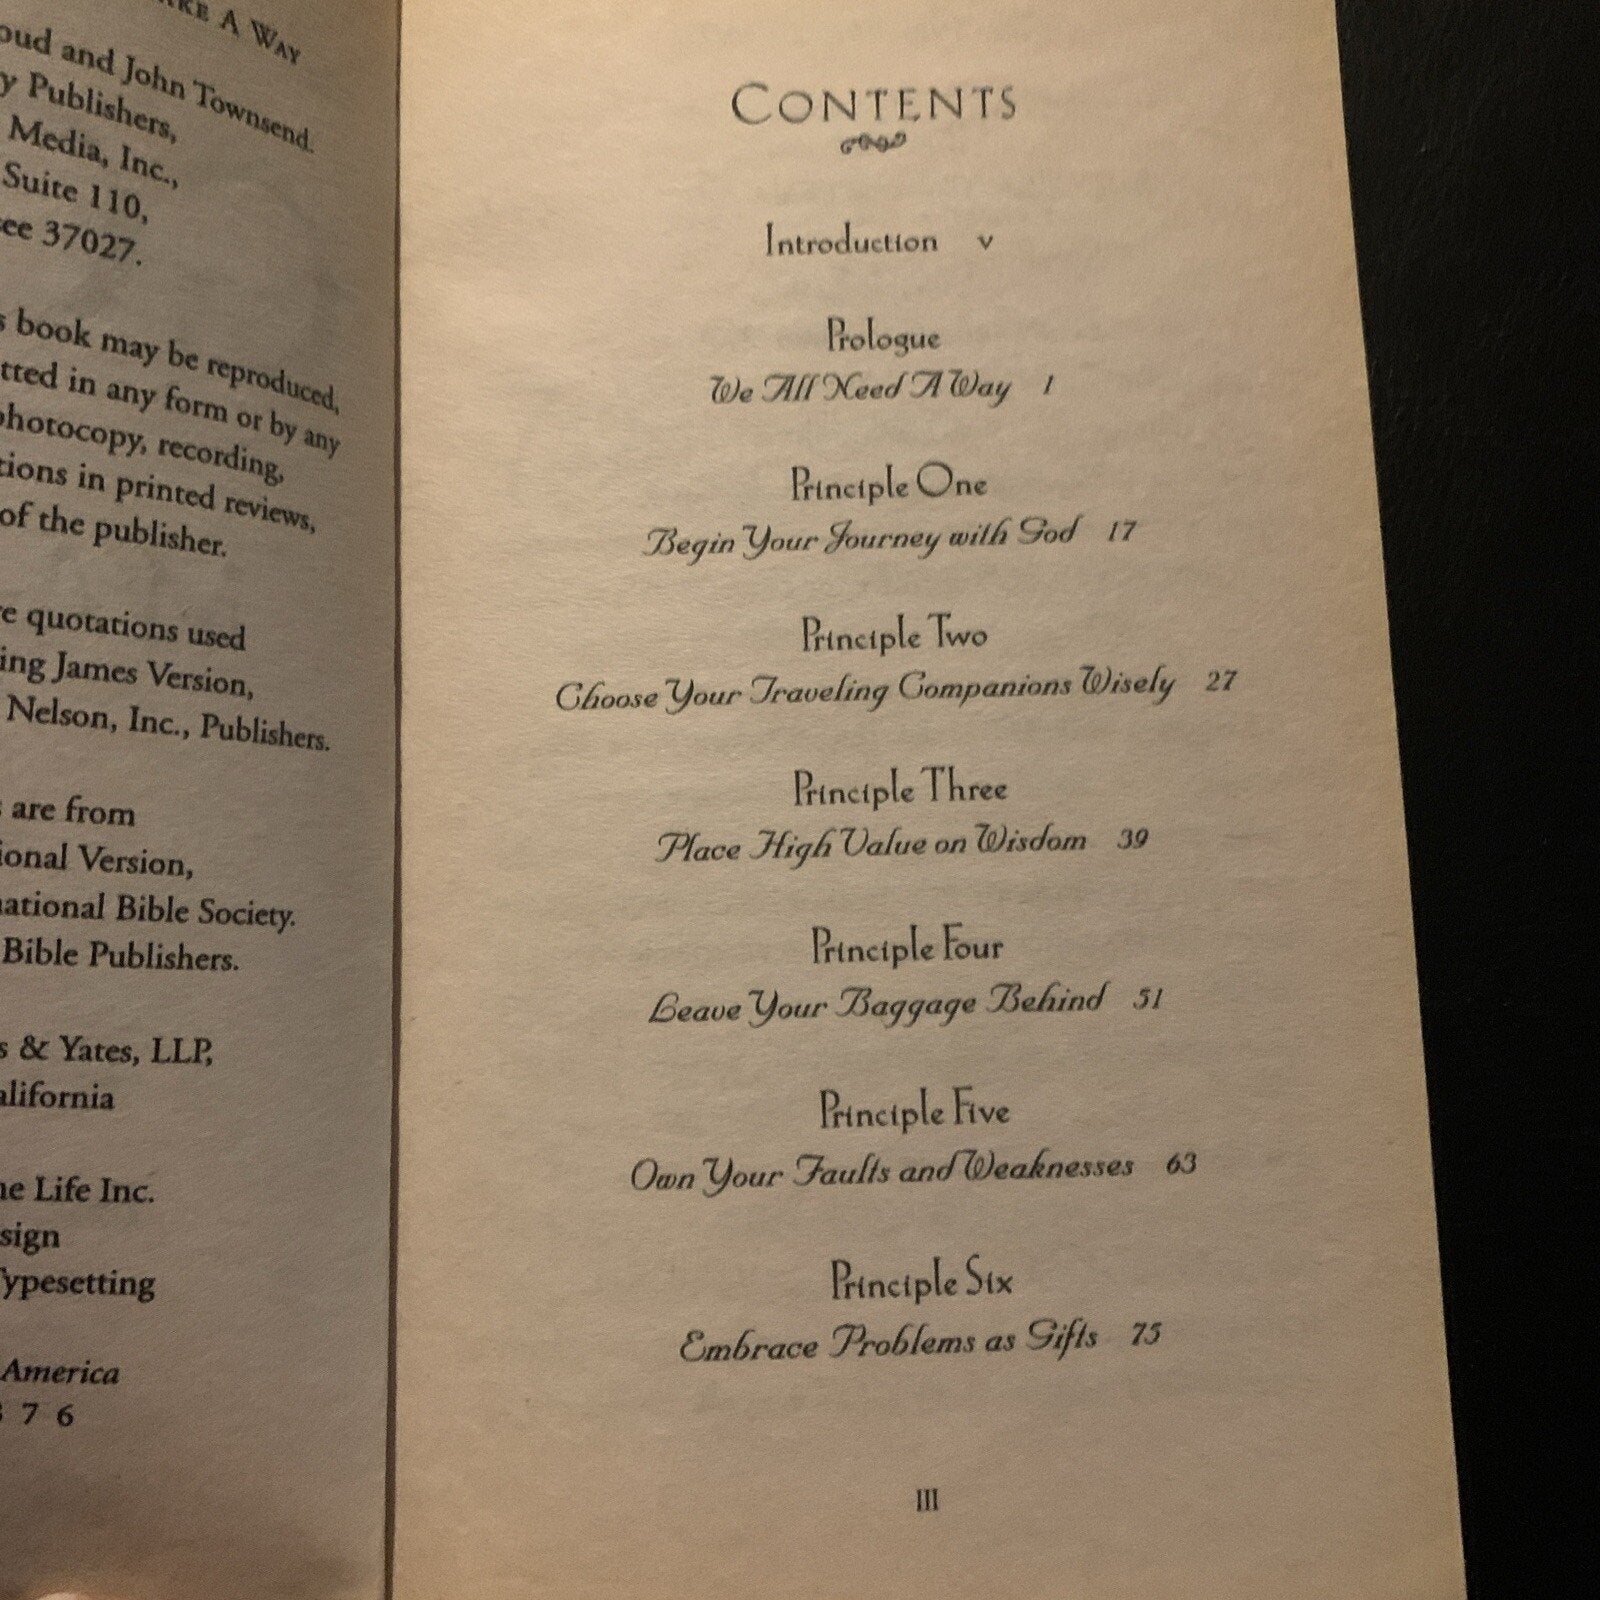 A WAY
oud and John Townsend.
y Publishers,
Media, Inc.,
Suite 110,
ee 37027.
s book may be reproduced,
tted in any form or by any
photocopy, recording,
tions in printed reviews,
of the publisher.
re quotations used
ing James Version,
Nelson, Inc., Publishers.
s are from
ional Version,
national Bible Society.
Bible Publishers.
s & Yates, LLP,
alifornia
ne Life Inc.
sign
Typesetting
America
7 6
CONTENTS
Introduction v
Prologue
We All Need A Way 1
Principle One
Begin Your Journey with God 17
Principle Two
Choose Your Traveling Companions Wisely 27
Principle Three
Place High Value on Wisdom 39
Principle Four
Leave Your Baggage Behind 51
Principle Five
Own Your Faults and Weaknesses 63
Principle Six
Embrace Problems as Gifts 75
III